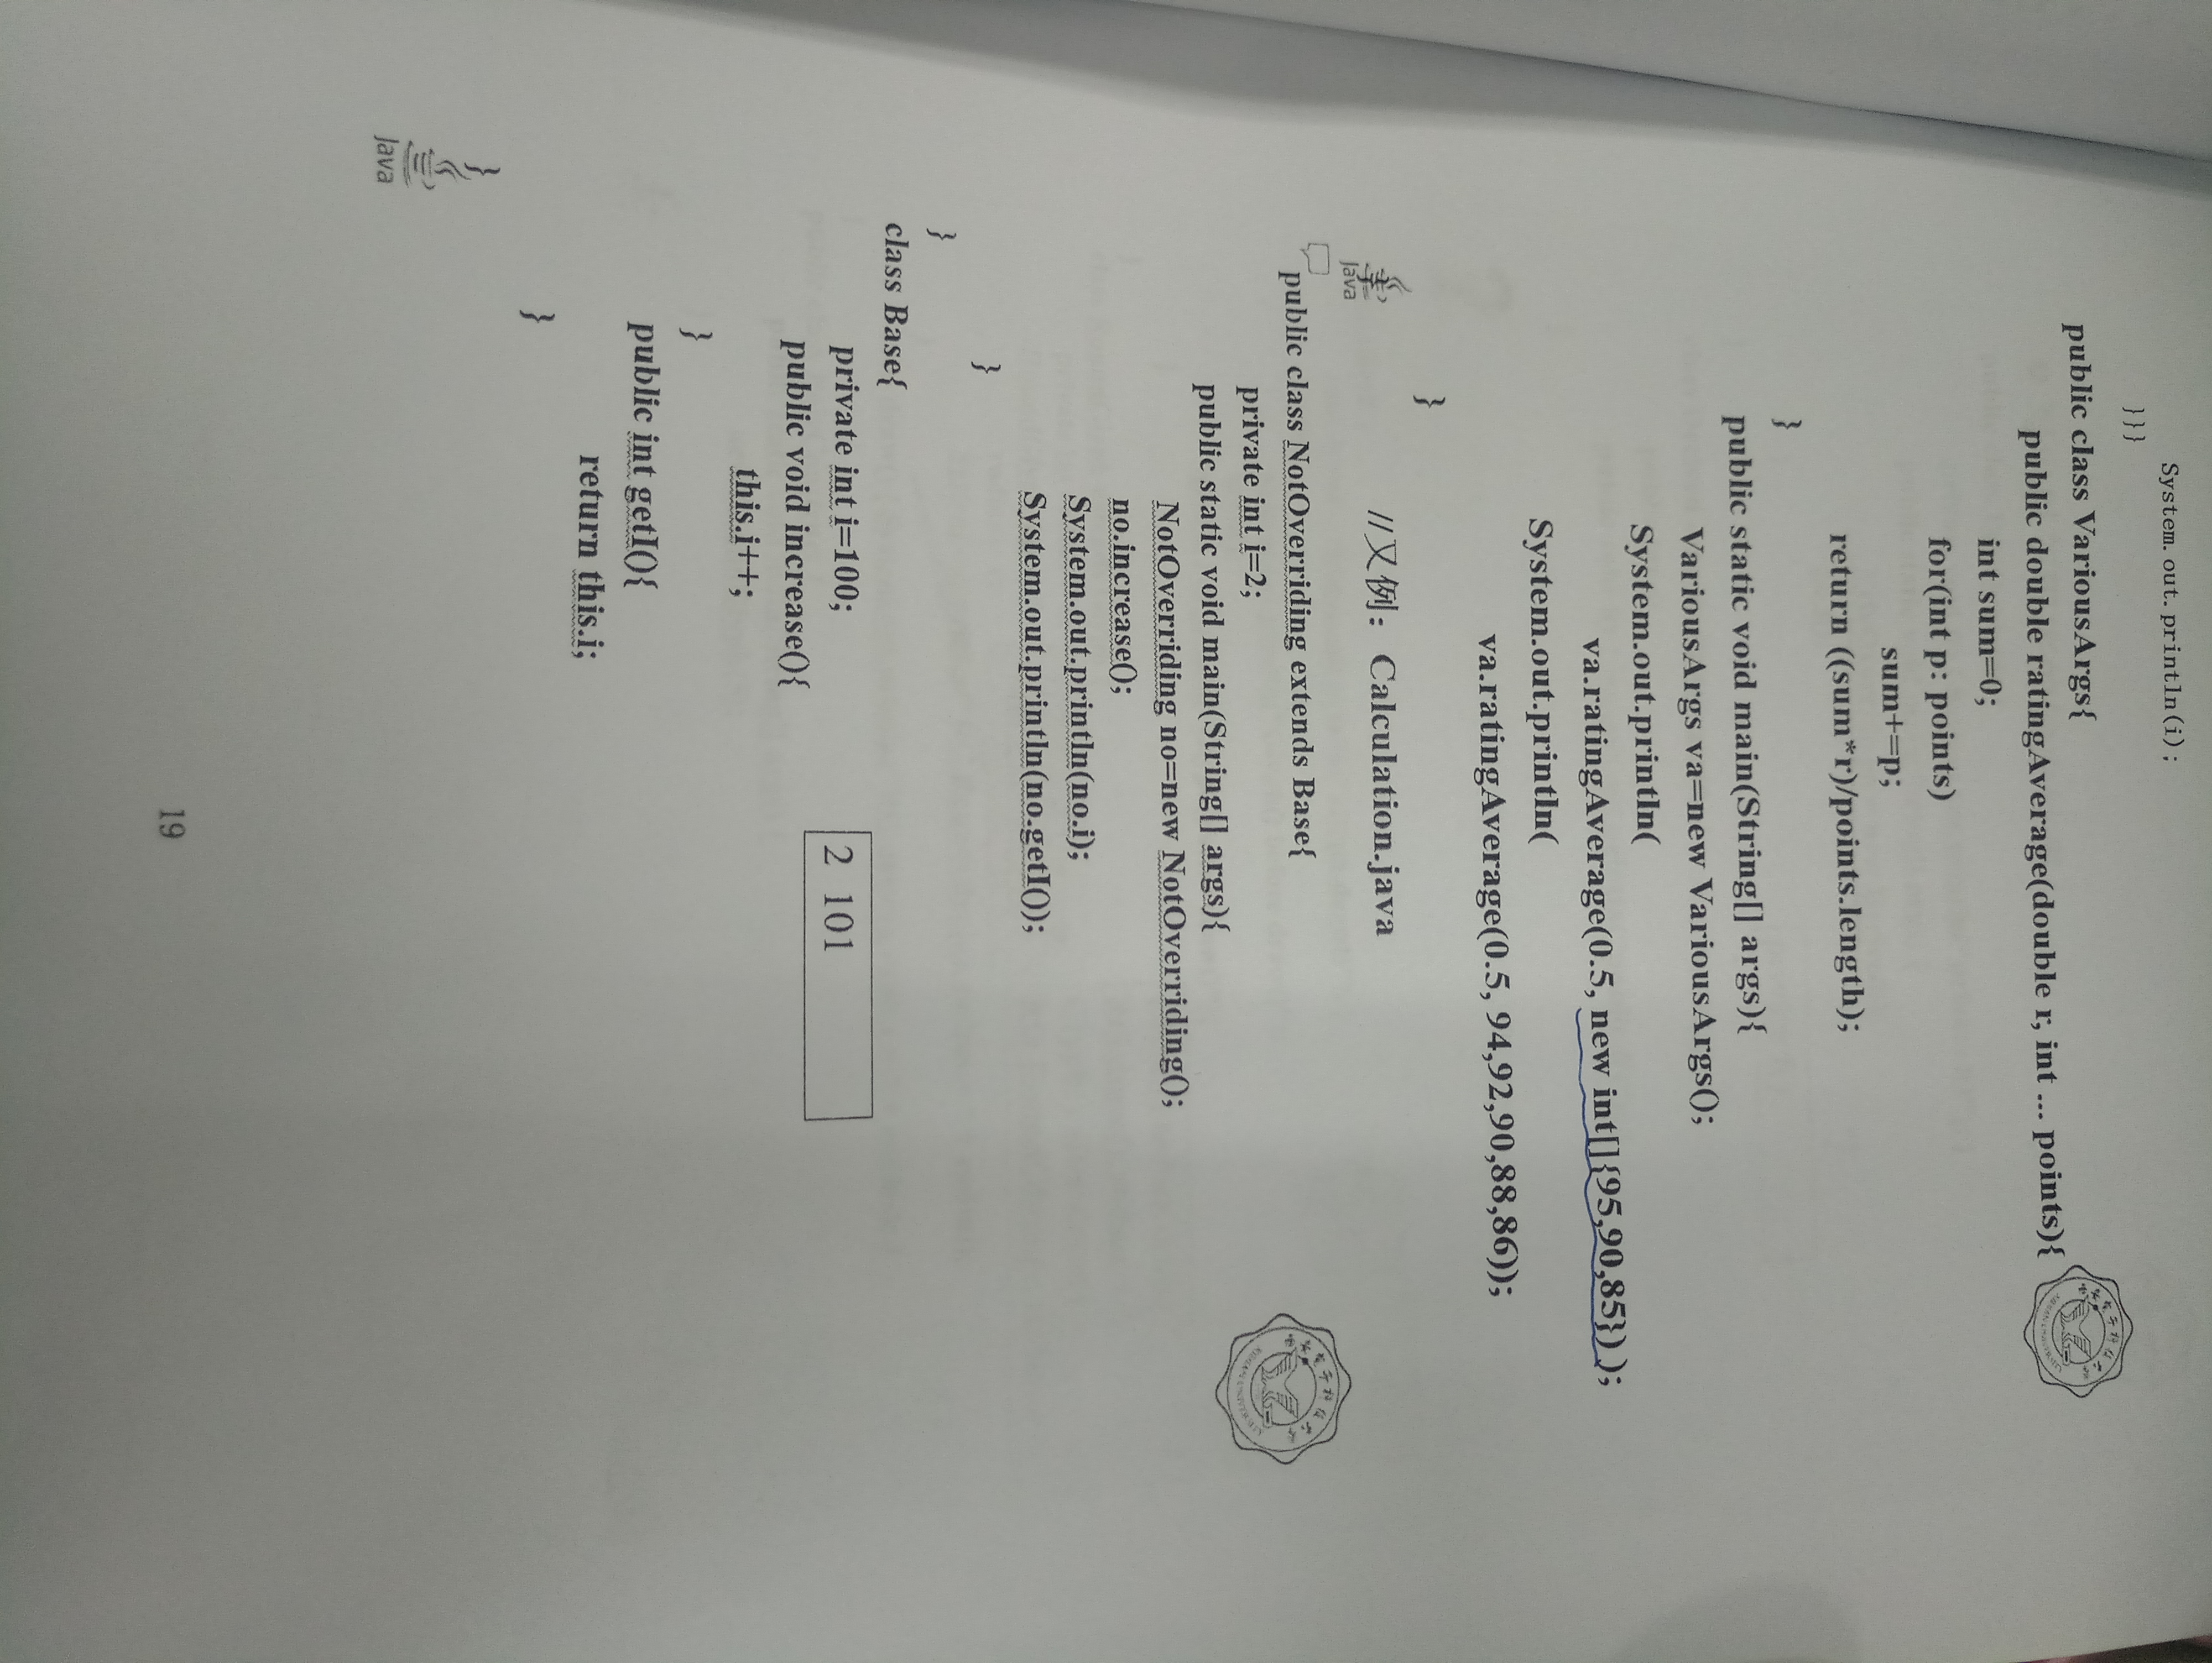 System. out. println(i);
}}}
public class VariousArgs{
public double ratingAverage(double r, int ... points){
int sum=0;
for(int p: points)
sum+=p;
return ((sum*r)/points.length);
}
public static void main(String[] args){
VariousArgs va=new VariousArgs();
System.out.println(
va.ratingAverage(0.5, new int[]{95,90,85}) );
System.out.println(
va.ratingAverage(0.5, 94,92,90,88,86));
}
//又例：Calculation.java
Java
public class NotOverriding extends Base{
private int i=2;
public static void main(String[] args){
NotOverriding no=new NotOverriding();
no.increase();
System.out.println(no.i);
System.out.println(no.getI());
}
}
class Base{
private int i=100;
public void increase(){
this.i++;
}
public int getI(){
return this.i;
}
}
2 101
Java
19